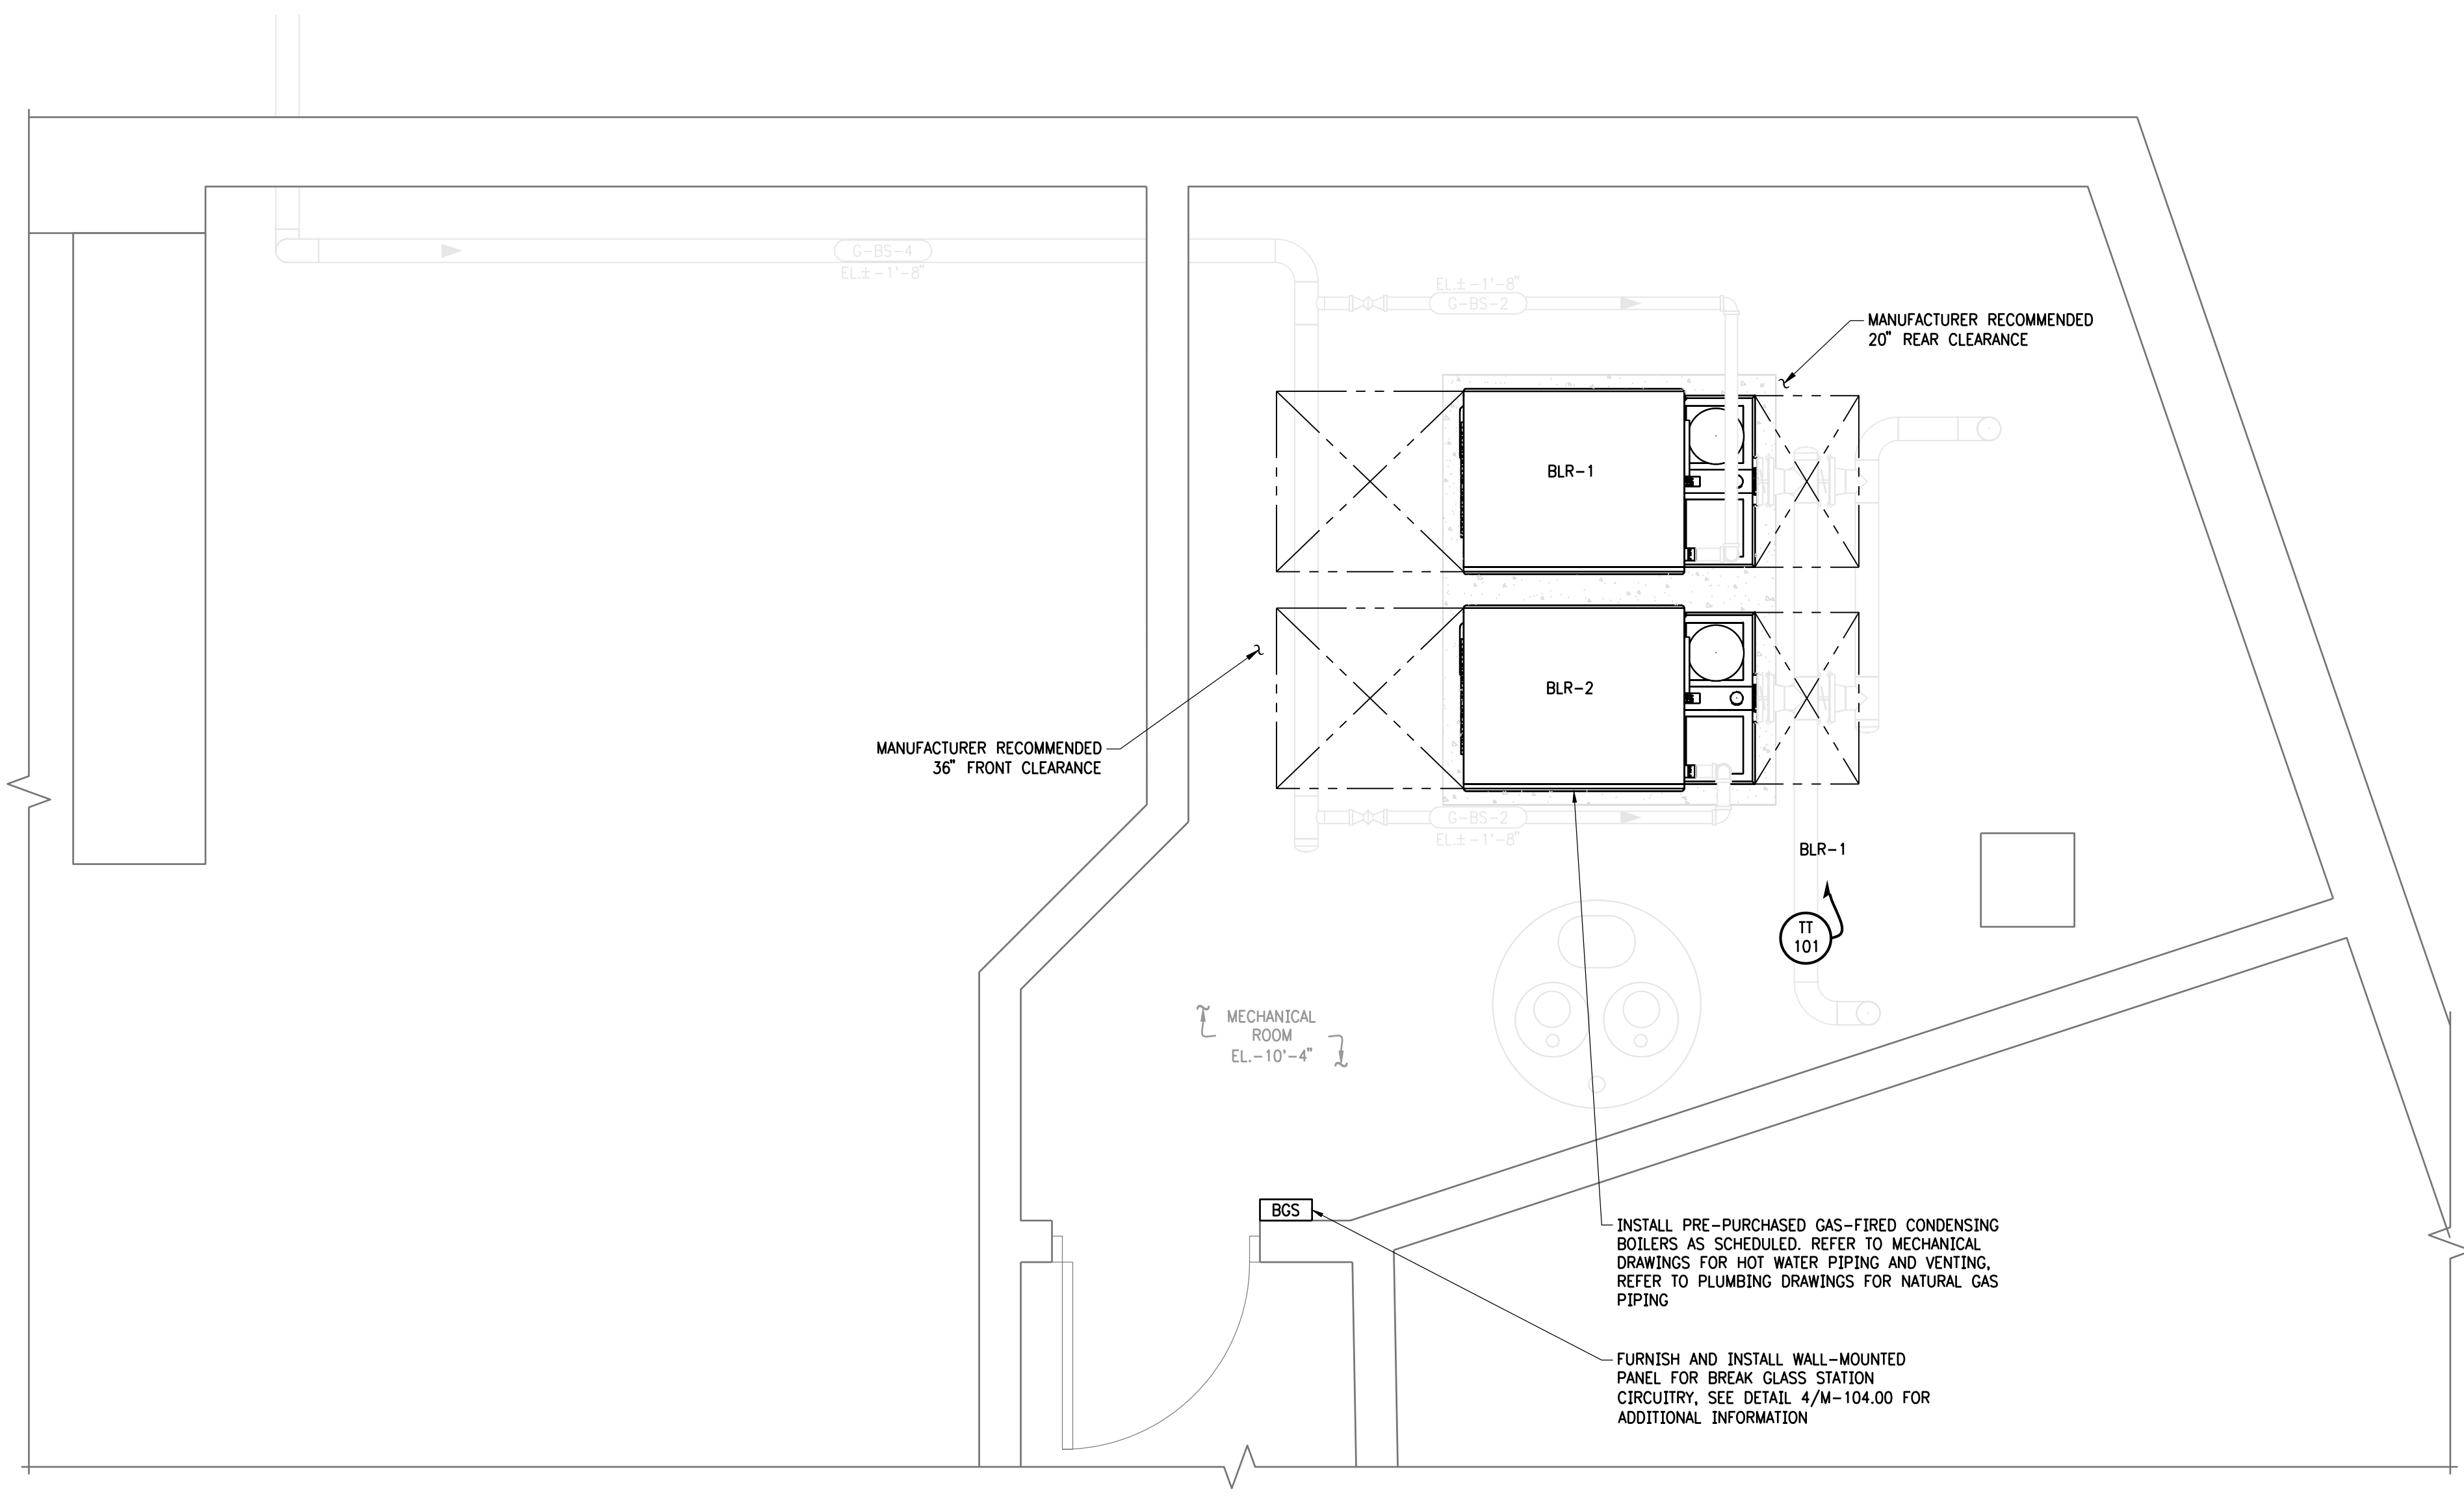 G-BS-4
EL.±-1'-8"
EL.±-1'-8"
G-BS-2
MANUFACTURER RECOMMENDED
20" REAR CLEARANCE
BLR-1
BLR-2
MANUFACTURER RECOMMENDED
36" FRONT CLEARANCE
G-BS-2
EL.±-1'-8"
BLR-1
TT
101
MECHANICAL
ROOM
EL.-10'-4"
BGS
INSTALL PRE-PURCHASED GAS-FIRED CONDENSING
BOILERS AS SCHEDULED. REFER TO MECHANICAL
DRAWINGS FOR HOT WATER PIPING AND VENTING,
REFER TO PLUMBING DRAWINGS FOR NATURAL GAS
PIPING
FURNISH AND INSTALL WALL-MOUNTED
PANEL FOR BREAK GLASS STATION
CIRCUITRY, SEE DETAIL 4/M-104.00 FOR
ADDITIONAL INFORMATION